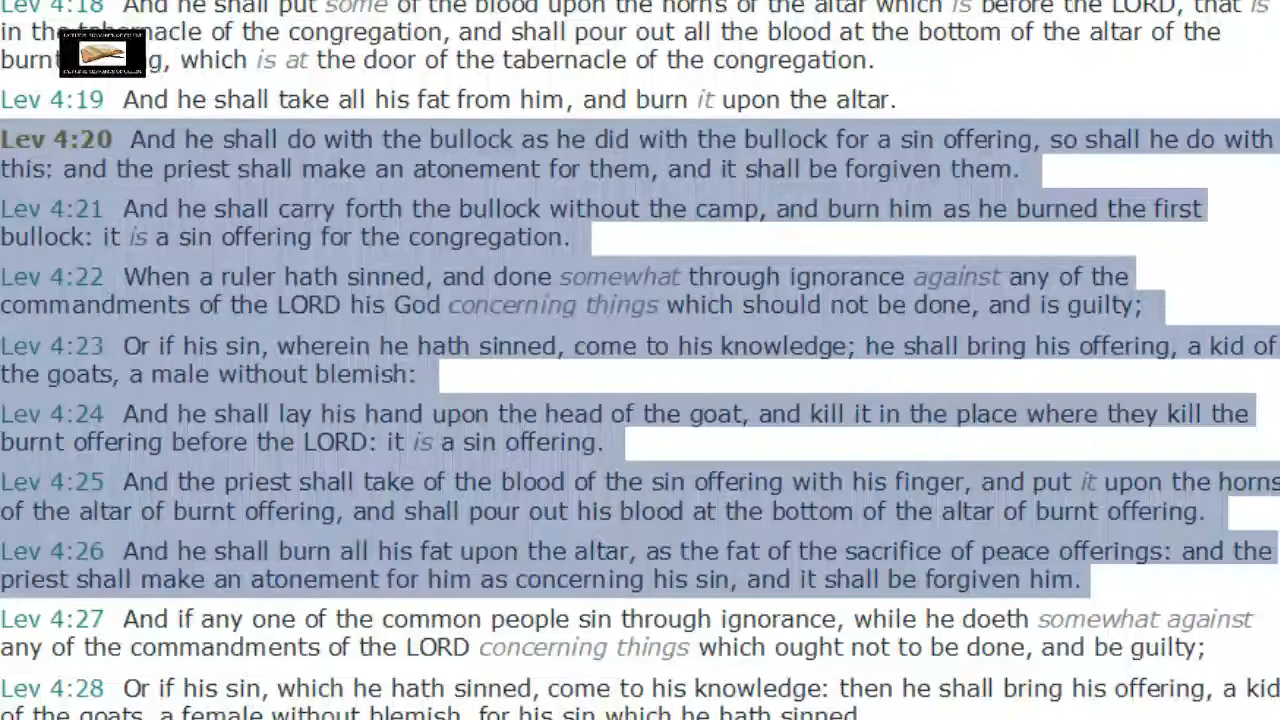 Lev 4:18 And he shall put some of the blood upon the horns of the altar which is before the LORD, that is
in the tabernacle of the congregation, and shall pour out all the blood at the bottom of the altar of the
burnt g, which is at the door of the tabernacle of the congregation.
Lev 4:19 And he shall take all his fat from him, and burn it upon the altar.
Lev 4:20 And he shall do with the bullock as he did with the bullock for a sin offering, so shall he do with
this: and the priest shall make an atonement for them, and it shall be forgiven them.
Lev 4:21 And he shall carry forth the bullock without the camp, and burn him as he burned the first
bullock: it is a sin offering for the congregation.
Lev 4:22 When a ruler hath sinned, and done somewhat through ignorance against any of the
commandments of the LORD his God concerning things which should not be done, and is guilty;
Lev 4:23 Or if his sin, wherein he hath sinned, come to his knowledge; he shall bring his offering, a kid of
the goats, a male without blemish:
Lev 4:24 And he shall lay his hand upon the head of the goat, and kill it in the place where they kill the
burnt offering before the LORD: it is a sin offering.
Lev 4:25 And the priest shall take of the blood of the sin offering with his finger, and put it upon the horns
of the altar of burnt offering, and shall pour out his blood at the bottom of the altar of burnt offering.
Lev 4:26 And he shall burn all his fat upon the altar, as the fat of the sacrifice of peace offerings: and the
priest shall make an atonement for him as concerning his sin, and it shall be forgiven him.
Lev 4:27 And if any one of the common people sin through ignorance, while he doeth somewhat against
any of the commandments of the LORD concerning things which ought not to be done, and be guilty;
Lev 4:28 Or if his sin, which he hath sinned, come to his knowledge: then he shall bring his offering, a kid
of the goats, a female without blemish, for his sin which he hath sinned.